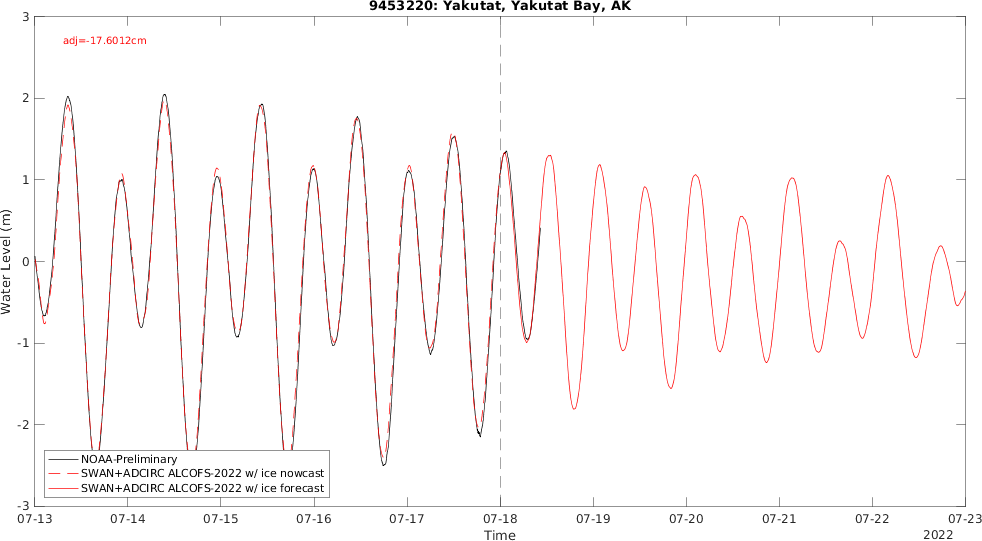 9453220: Yakutat, Yakutat Bay, AK
adj=-17.6012cm
Water Level (m)
3
2
1
0
-1
-2
-3
NOAA-Preliminary
SWAN+ADCIRC ALCOFS-2022 w/ ice nowcast
SWAN+ADCIRC ALCOFS-2022 w/ ice forecast
07-13 07-14 07-15 07-16 07-17 07-18 07-19 07-20 07-21 07-22 07-23
Time
2022